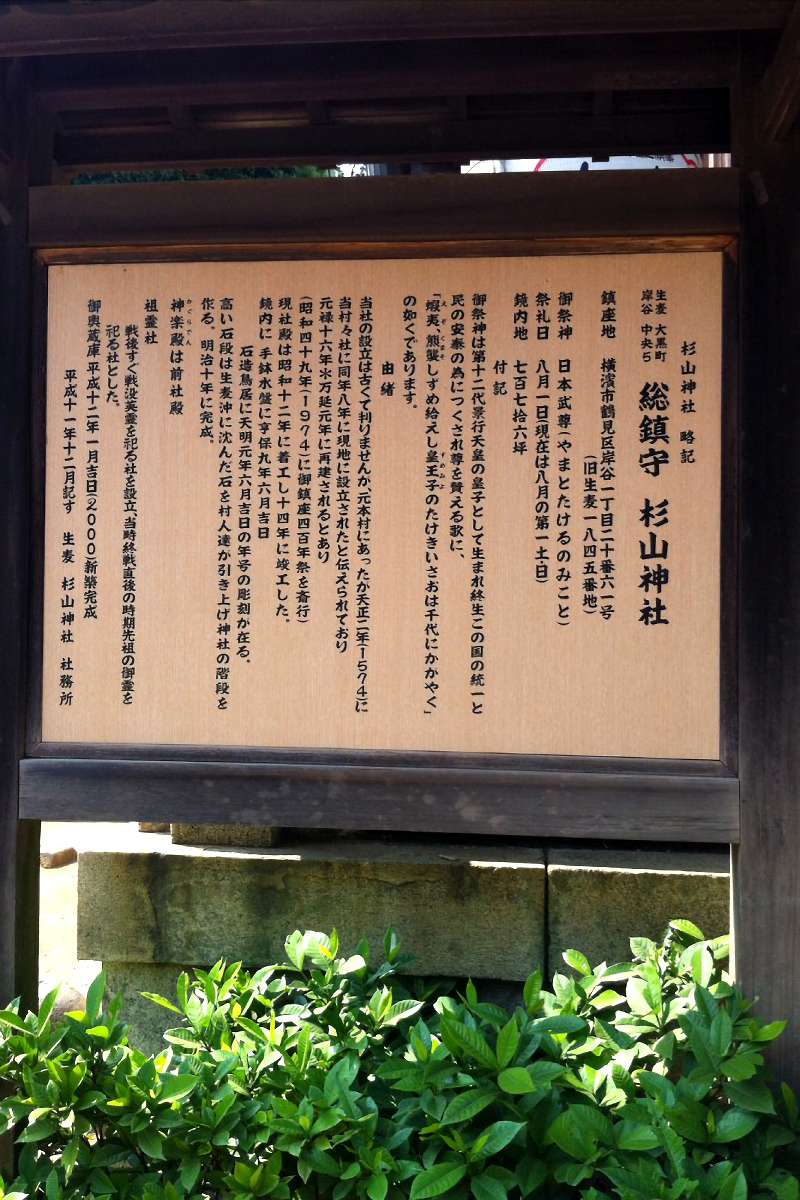 杉山神社 略記
生麦 大黒町
岸谷 中央5
総鎮守 杉山神社
鎮座地 横濱市鶴見区岸谷一丁目二十番六一号
(旧生麦一八四五番地)
御祭神 日本武尊(やまとたけるのみこと)
祭礼日 八月一日(現在は八月の第一土・日)
鏡内地 七百七拾六坪
付記
御祭神は第十二代景行天皇の皇子として生まれ終生この国の統一と
民の安泰の為につくされ尊を賛える歌に、
「蝦夷、熊襲しずめ給えし皇王子のたけきいさおは千代にかがやく」
の如くであります。
由緒
当社の設立は古くて判りませんが、元本村にあったが天正二年(1574)に
当村々社に同年八年に現地に設立されたと伝えられており
元禄十六年*万延元年に再建されるとあり
(昭和四十九年(1974)に御鎮座四百年祭を斎行)
現社殿は昭和十二年に着工し十四年に竣工した。
鏡内に 手鉢水盤に享保九年六月吉日
石造鳥居に天明元年六月吉日の年号の彫刻が在る。
高い石段は生麦沖に沈んだ石を村人達が引き上げ神社の階段を
作る。明治十年に完成。
神楽殿は前社殿
祖霊社
戦後すぐ戦没英霊を祀る社を設立、当時終戦直後の時期先祖の御霊を
祀る社とした。
御輿蔵庫 平成十二年一月吉日(2000)新築完成
平成十一年十二月記す 生麦 杉山神社 社務所